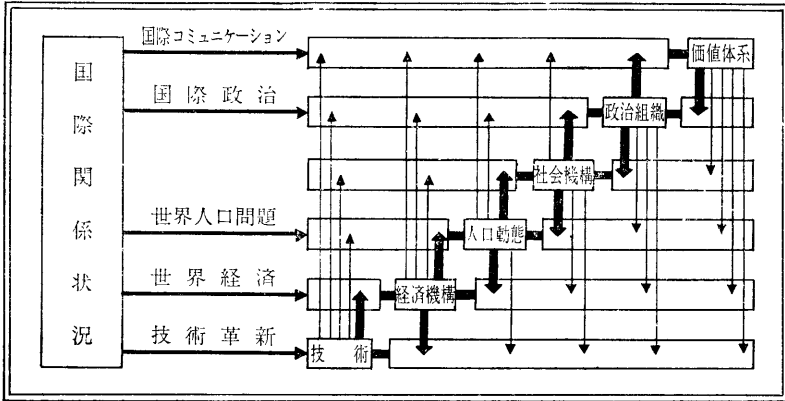 国際関係状況
国際コミュニケーション
価値体系
国際政治
政治組織
社会機構
世界人口問題
人口動態
世界経済
経済機構
技術革新
技術